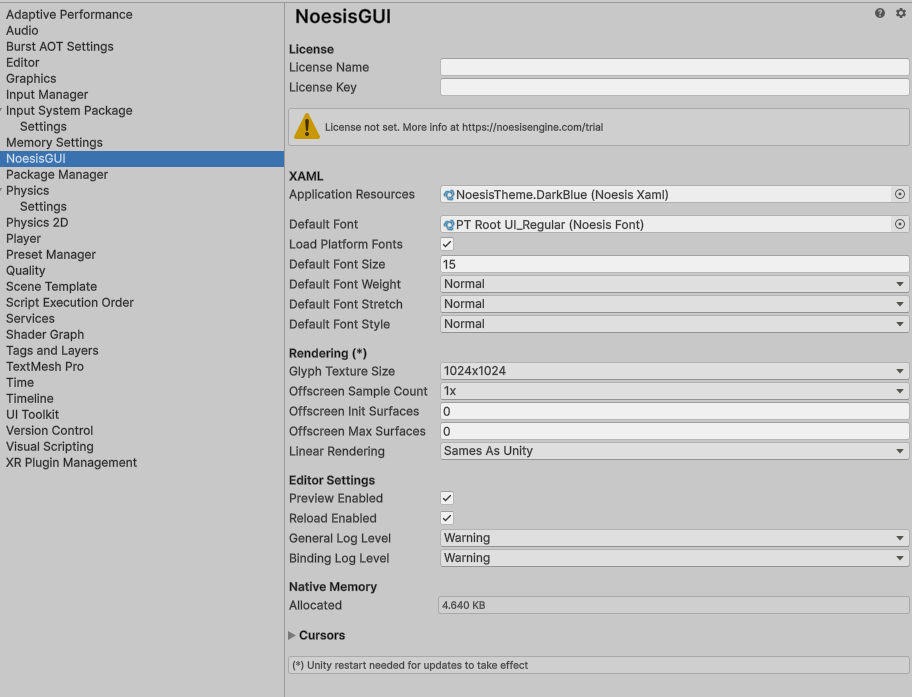 Adaptive Performance
Audio
Burst AOT Settings
Editor
Graphics
Input Manager
Input System Package
Settings
Memory Settings
NoesisGUI
Package Manager
Physics
Settings
Physics 2D
Player
Preset Manager
Quality
Scene Template
Script Execution Order
Services
Shader Graph
Tags and Layers
TextMesh Pro
Time
Timeline
UI Toolkit
Version Control
Visual Scripting
XR Plugin Management
NoesisGUI
License
License Name
License Key
License not set. More info at https://noesisengine.com/trial
XAML
Application Resources NoesisTheme.DarkBlue (Noesis Xaml)
Default Font PT Root UI_Regular (Noesis Font)
Load Platform Fonts
Default Font Size 15
Default Font Weight Normal
Default Font Stretch Normal
Default Font Style Normal
Rendering (*)
Glyph Texture Size 1024x1024
Offscreen Sample Count 1x
Offscreen Init Surfaces 0
Offscreen Max Surfaces 0
Linear Rendering Sames As Unity
Editor Settings
Preview Enabled
Reload Enabled
General Log Level Warning
Binding Log Level Warning
Native Memory
Allocated 4.640 KB
Cursors
(*) Unity restart needed for updates to take effect